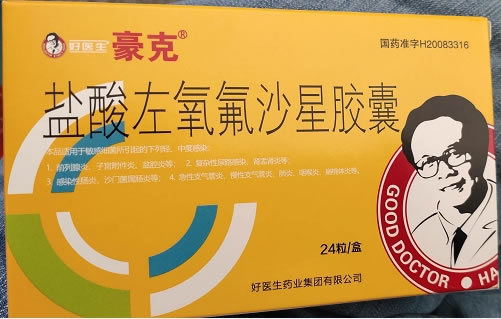 好医生 豪克®
国药准字H20083316
盐酸左氧氟沙星胶囊
本品适用于敏感细菌所引起的下列轻、中度感染：
1. 前列腺炎、子宫附件炎、盆腔炎等； 2. 复杂性尿路感染、肾盂肾炎等；
3. 感染性肠炎、沙门菌属肠炎等； 4. 急性支气管炎、慢性支气管炎、肺炎、咽喉炎、扁桃体炎等。
24粒/盒
好医生药业集团有限公司
GOOD DOCTOR • HA